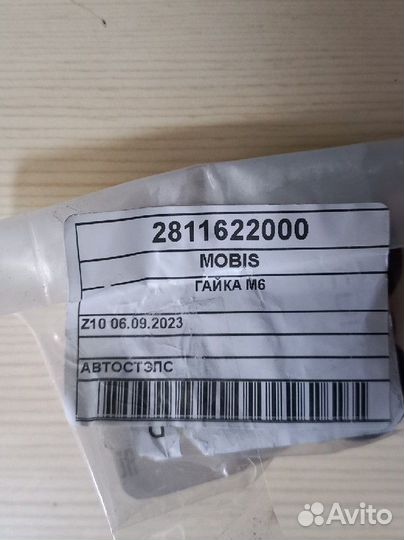 2811622000
MOBIS
ГАЙКА М6
Z10 06.09.2023
АВТОСТЭПС
Avito